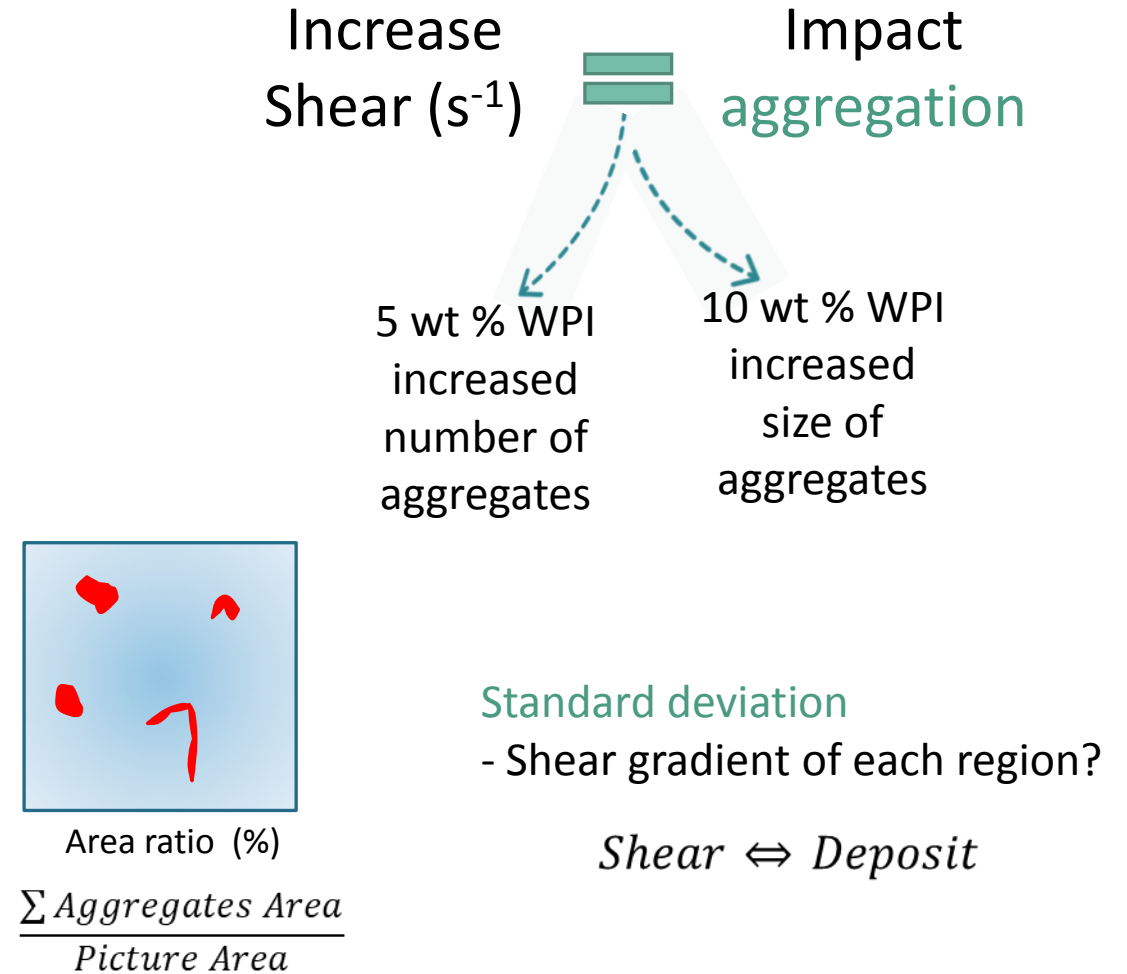 Increase
Shear (s⁻¹)
=
Impact
aggregation
5 wt % WPI
increased
number of
aggregates
10 wt % WPI
increased
size of
aggregates
Area ratio (%)
∑ Aggregates Area
Picture Area
Standard deviation
- Shear gradient of each region?
Shear ⇔ Deposit